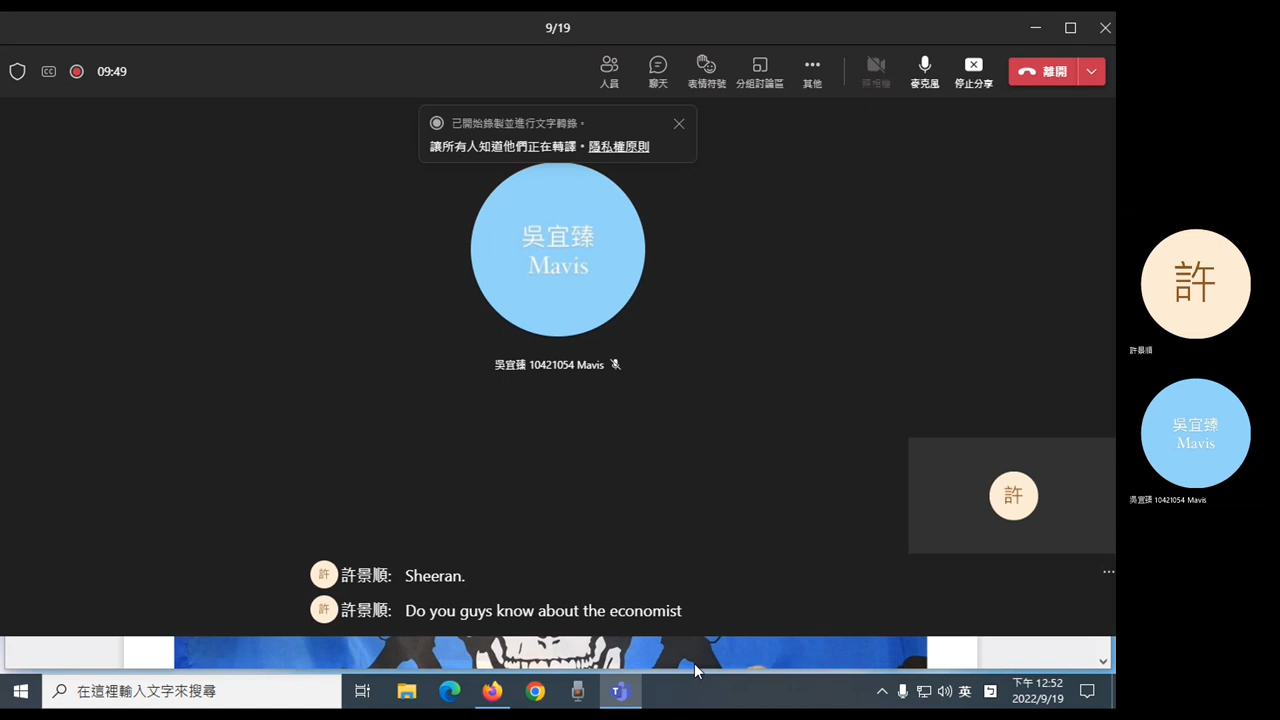 9/19
09:49
人員
聊天
表情符號
分組討論區
其他
照相機
麥克風
停止分享
離開
已開始錄製並進行文字轉錄。
讓所有人知道他們正在轉譯。隱私權原則
吳宜臻
Mavis
吳宜臻 10421054 Mavis
許
許景順
吳宜臻
Mavis
吳宜臻 10421054 Mavis
許
許 許景順: Sheeran.
許 許景順: Do you guys know about the economist
在這裡輸入文字來搜尋
英
下午 12:52
2022/9/19